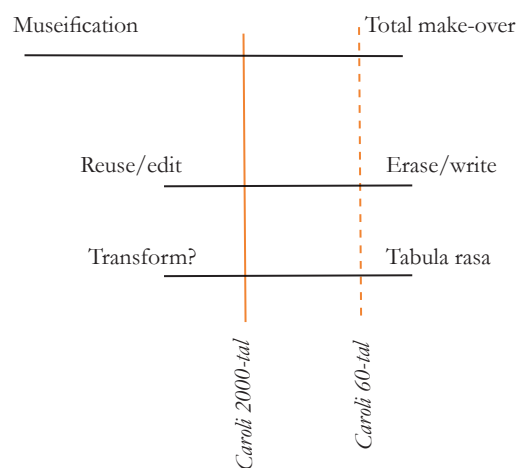 Museification
Total make-over
Reuse/edit
Erase/write
Transform?
Tabula rasa
Caroli 2000-tal
Caroli 60-tal